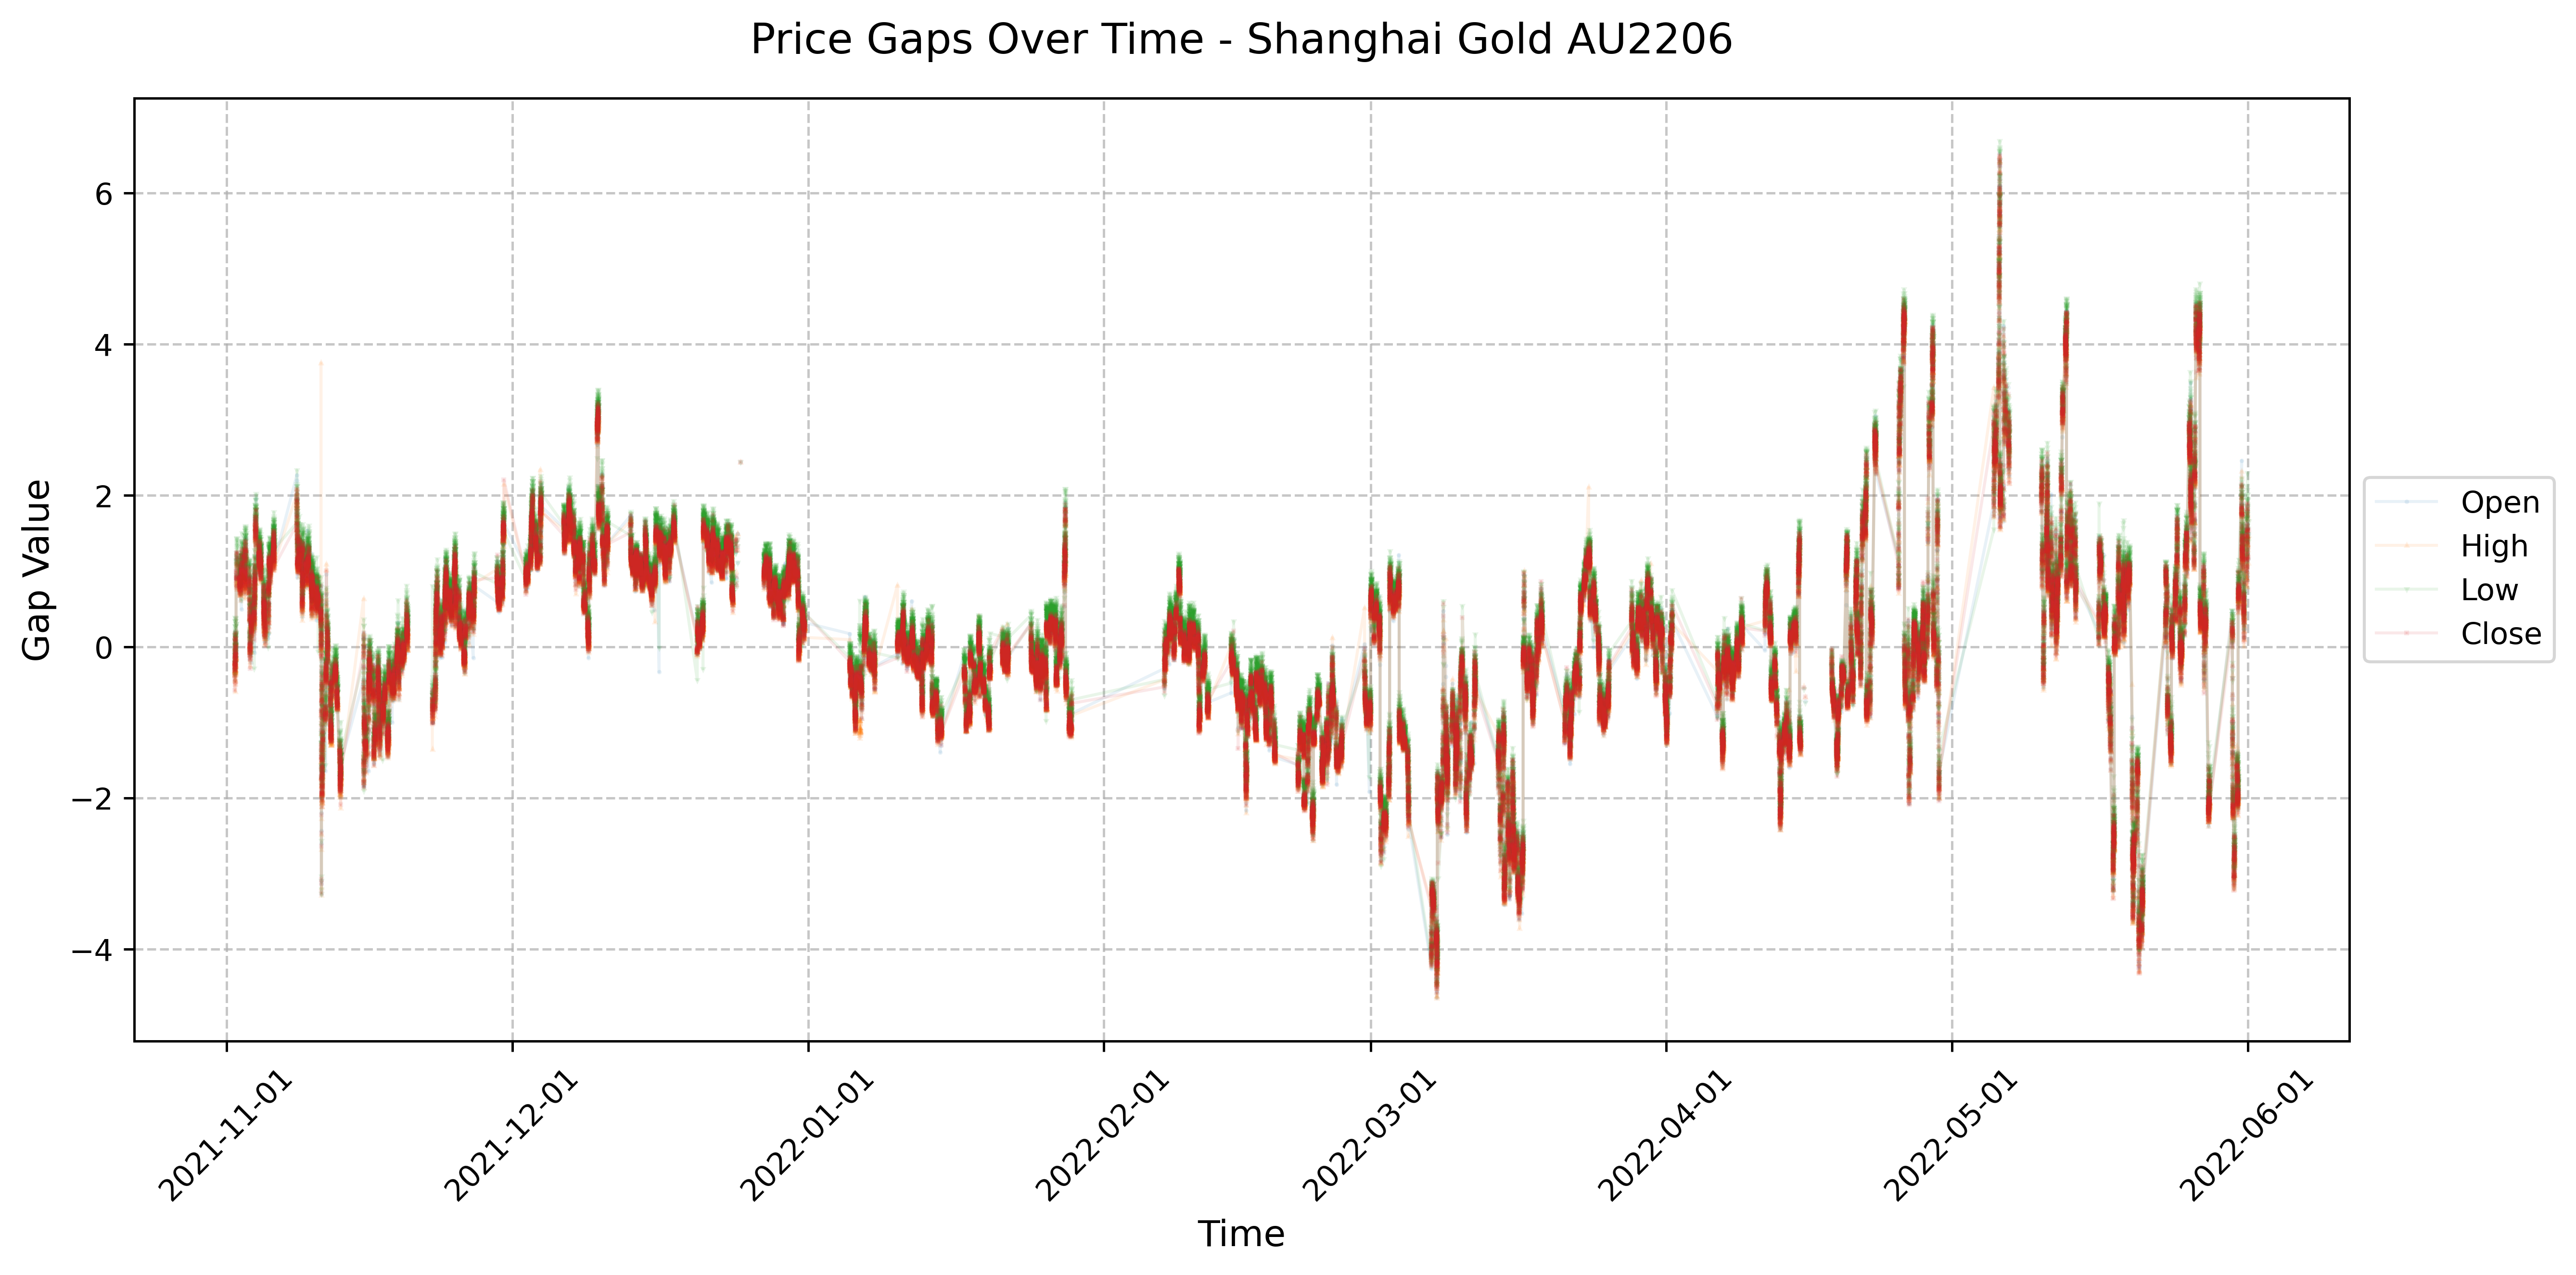 Price Gaps Over Time - Shanghai Gold AU2206
Gap Value
6
4
2
0
−2
−4
2021-11-01
2021-12-01
2022-01-01
2022-02-01
2022-03-01
2022-04-01
2022-05-01
2022-06-01
Time
Open
High
Low
Close